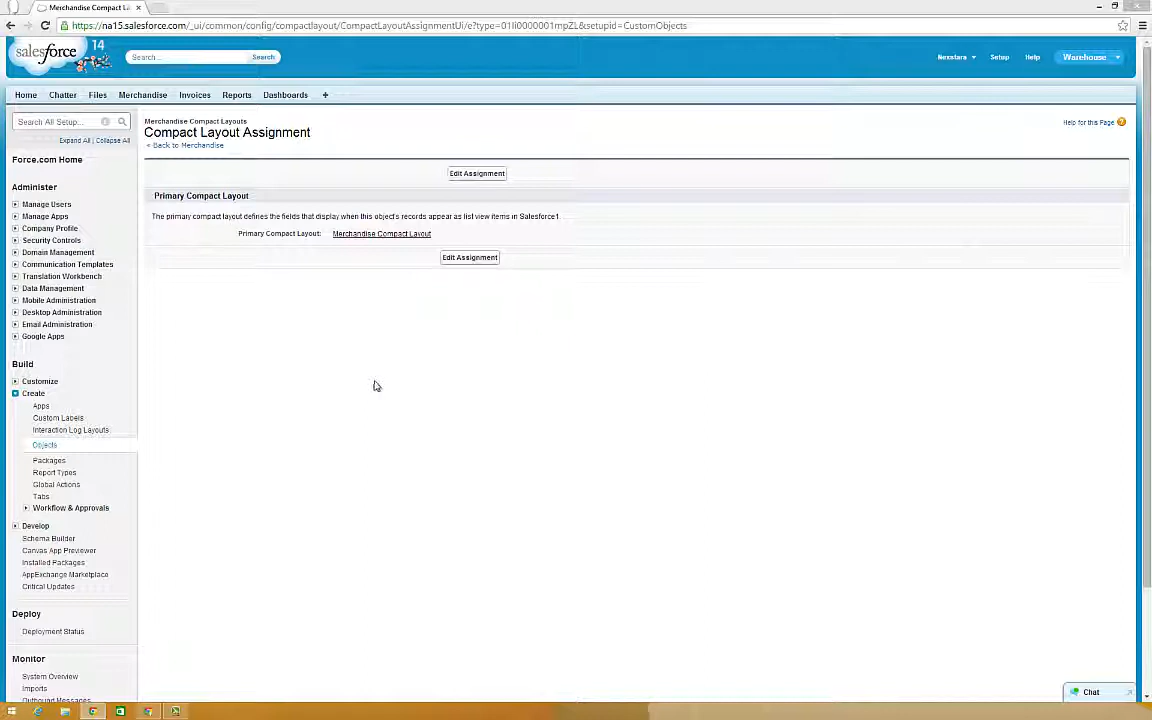 Merchandise Compact La
https://na15.salesforce.com/_ui/common/config/compactlayout/CompactLayoutAssignmentUi/e?type=01Ii0000001mpZL&setupid=CustomObjects
salesforce 14
Search...
Search
Nexstara
Setup
Help
Warehouse
Home Chatter Files Merchandise Invoices Reports Dashboards +
Search All Setup...
Expand All | Collapse All
Force.com Home
Administer
Manage Users
Manage Apps
Company Profile
Security Controls
Domain Management
Communication Templates
Translation Workbench
Data Management
Mobile Administration
Desktop Administration
Email Administration
Google Apps
Build
Customize
Create
Apps
Custom Labels
Interaction Log Layouts
Objects
Packages
Report Types
Global Actions
Tabs
Workflow & Approvals
Develop
Schema Builder
Canvas App Previewer
Installed Packages
AppExchange Marketplace
Critical Updates
Deploy
Deployment Status
Monitor
System Overview
Imports
Outbound Messages
Merchandise Compact Layouts
Compact Layout Assignment
« Back to Merchandise
Help for this Page
Edit Assignment
Primary Compact Layout
The primary compact layout defines the fields that display when this object's records appear as list view items in Salesforce1.
Primary Compact Layout: Merchandise Compact Layout
Edit Assignment
Chat